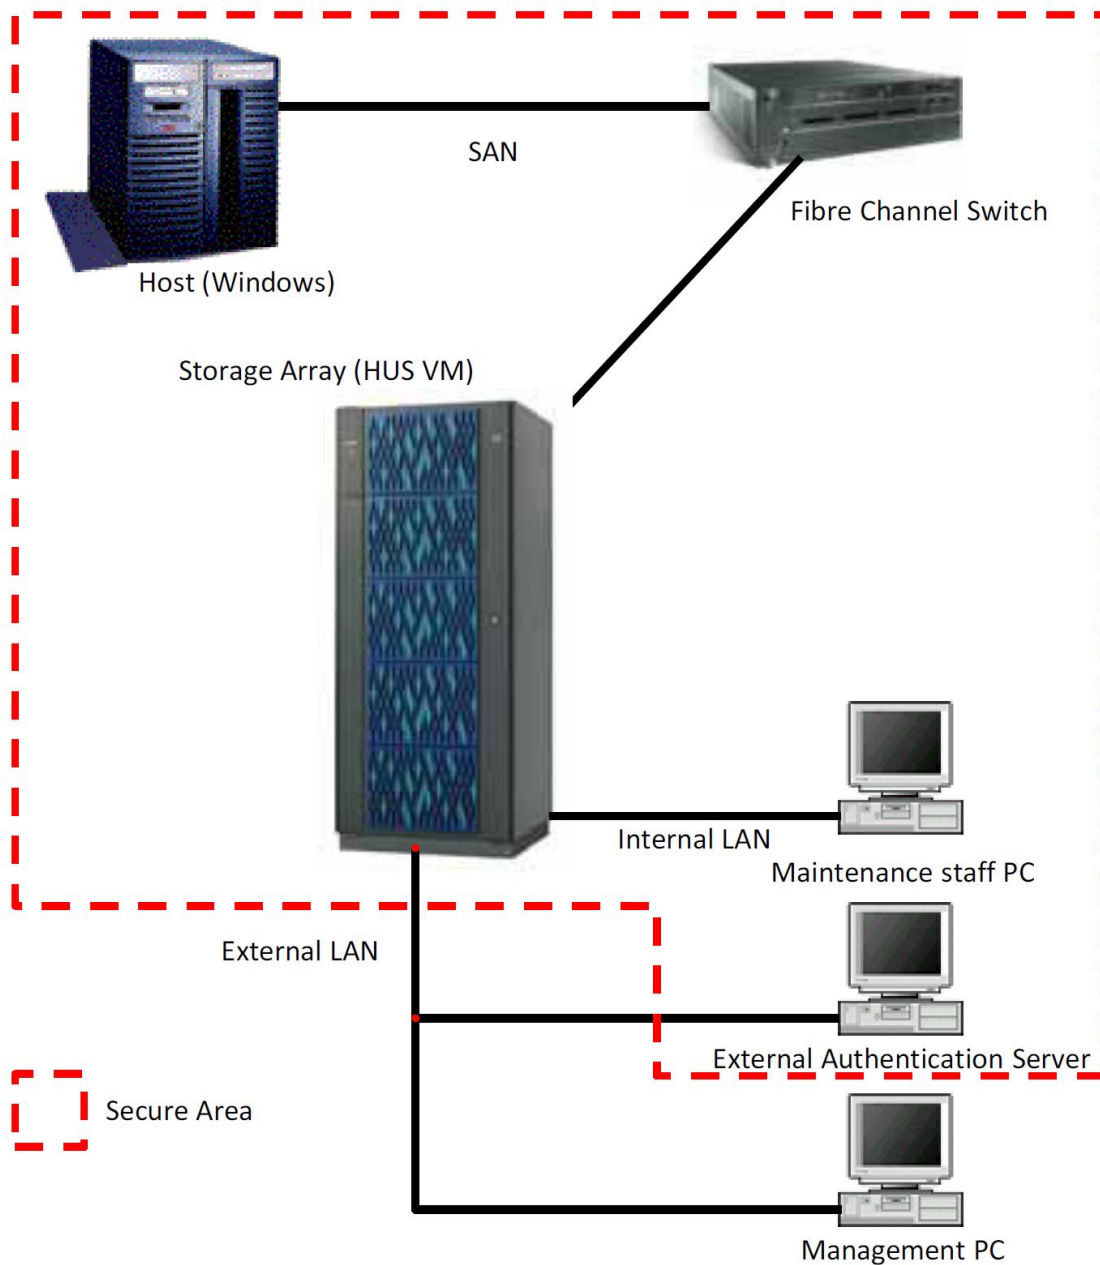 SAN
Fibre Channel Switch
Host (Windows)
Storage Array (HUS VM)
Internal LAN
Maintenance staff PC
External LAN
External Authentication Server
Secure Area
Management PC